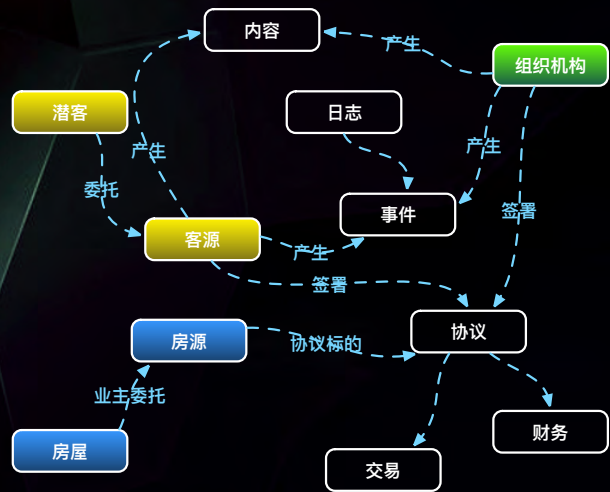 内容
产生
组织机构
潜客
日志
产生
产生
委托
事件
签署
客源
产生
签署
协议
房源
协议标的
业主委托
财务
房屋
交易